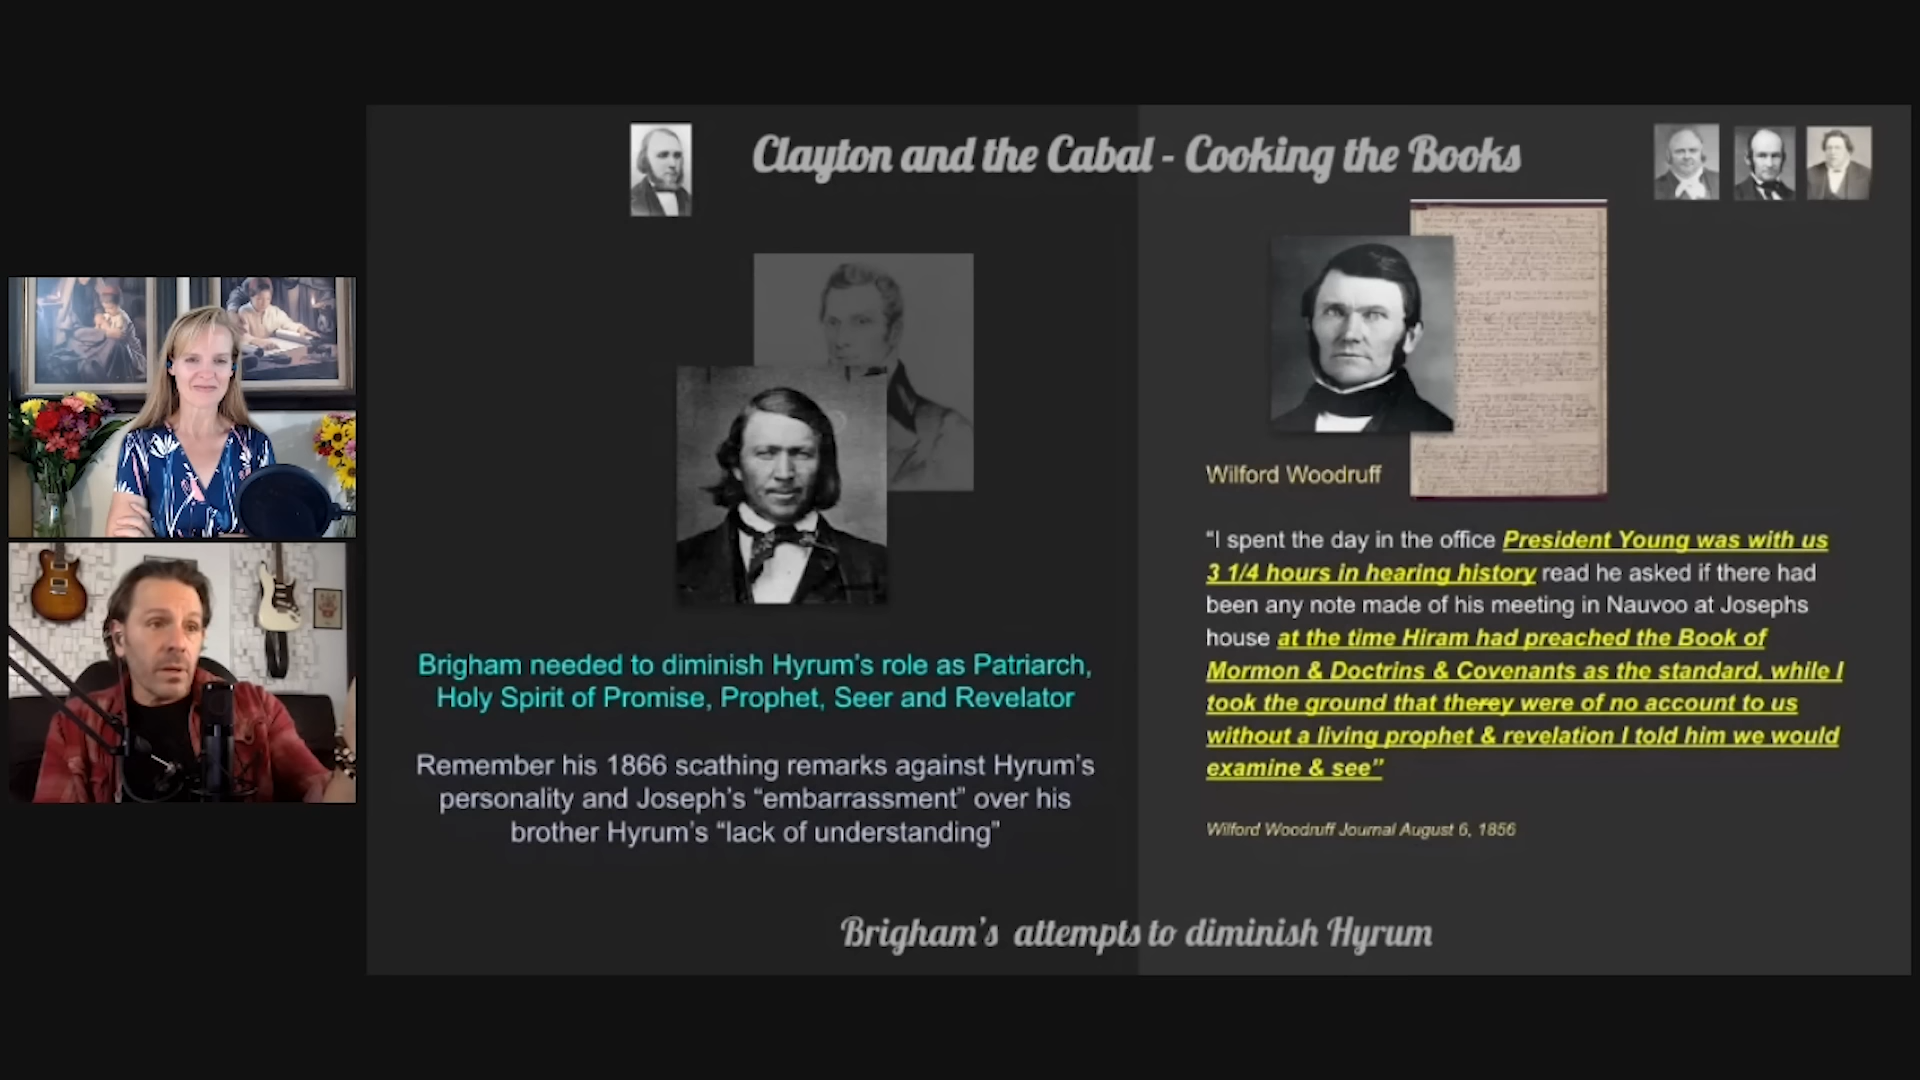 Clayton and the Cabal - Cooking the Books
Brigham needed to diminish Hyrum's role as Patriarch,
Holy Spirit of Promise, Prophet, Seer and Revelator
Remember his 1866 scathing remarks against Hyrum's
personality and Joseph's "embarrassment" over his
brother Hyrum's "lack of understanding"
Wilford Woodruff
"I spent the day in the office President Young was with us
3 1/4 hours in hearing history read he asked if there had
been any note made of his meeting in Nauvoo at Josephs
house at the time Hiram had preached the Book of
Mormon & Doctrins & Covenants as the standard, while I
took the ground that therey were of no account to us
without a living prophet & revelation I told him we would
examine & see"
Wilford Woodruff Journal August 6, 1856
Brigham's attempts to diminish Hyrum